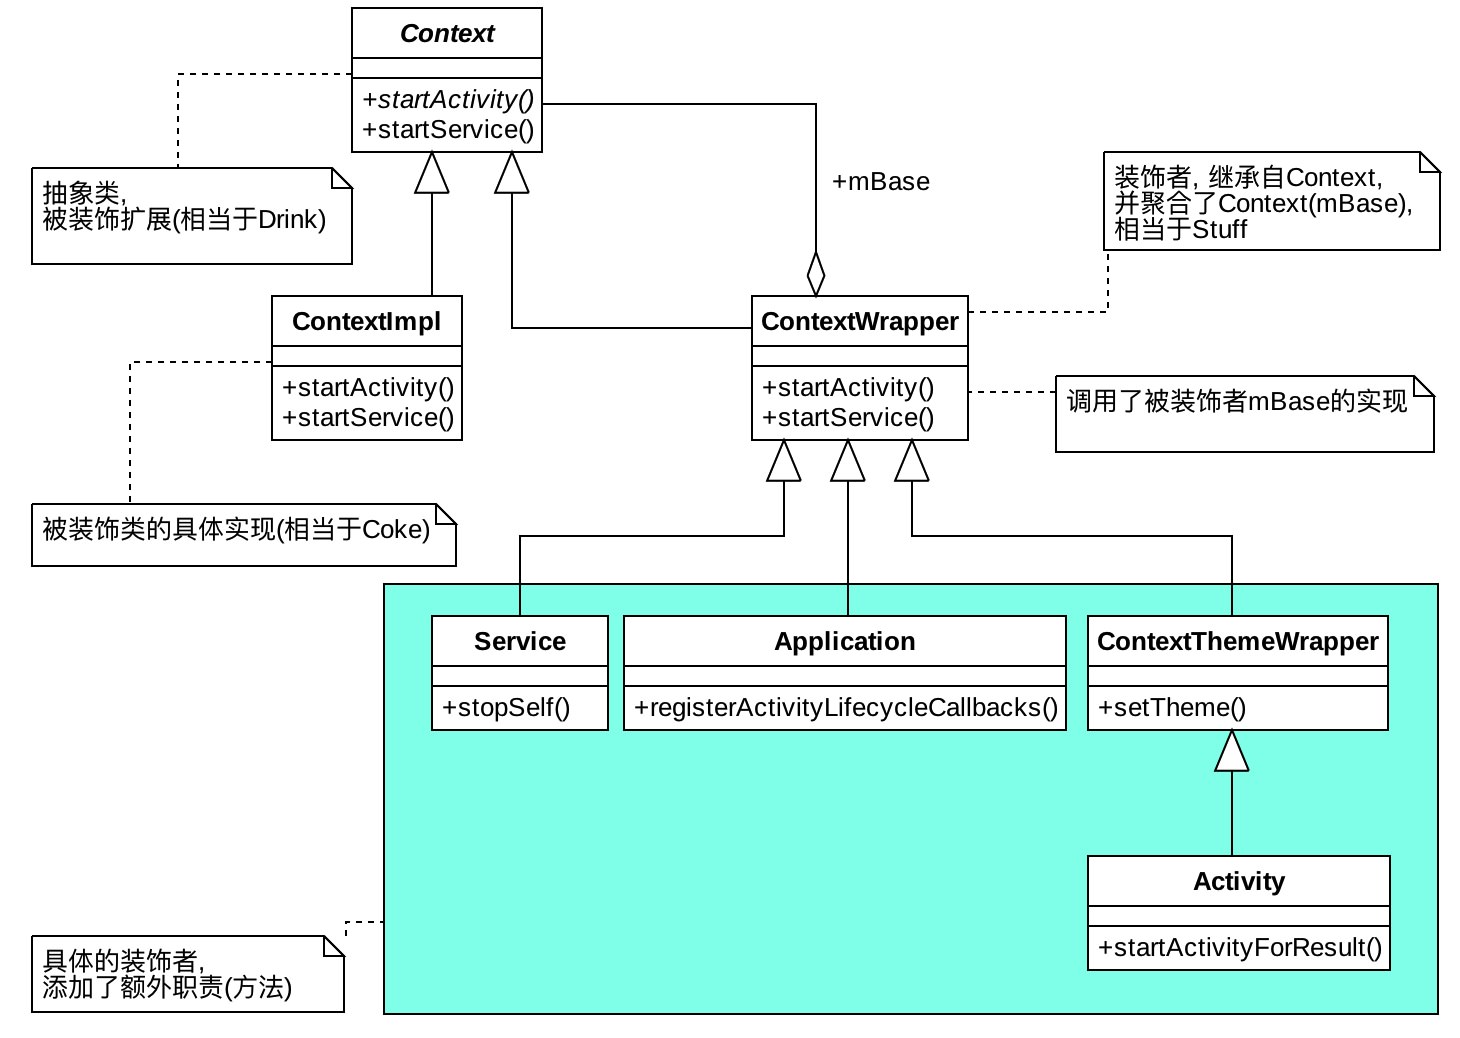 Context
+startActivity()
+startService()
+mBase
抽象类,
被装饰扩展(相当于Drink)
装饰者, 继承自Context,
并聚合了Context(mBase),
相当于Stuff
ContextImpl
+startActivity()
+startService()
ContextWrapper
+startActivity()
+startService()
调用了被装饰者mBase的实现
被装饰类的具体实现(相当于Coke)
Service
+stopSelf()
Application
+registerActivityLifecycleCallbacks()
ContextThemeWrapper
+setTheme()
Activity
+startActivityForResult()
具体的装饰者,
添加了额外职责(方法)